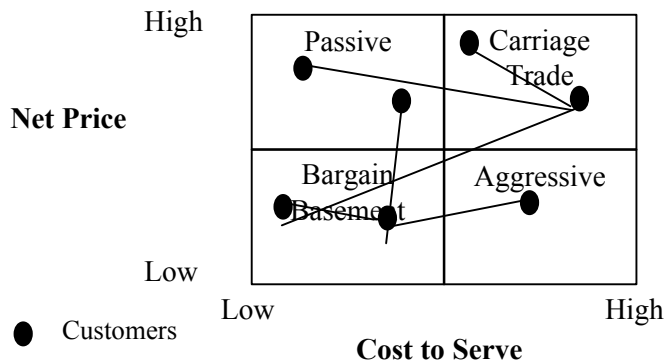 High
Passive
Carriage
Trade
Net Price
Bargain
Basement
Aggressive
Low
Low
High
Customers
Cost to Serve